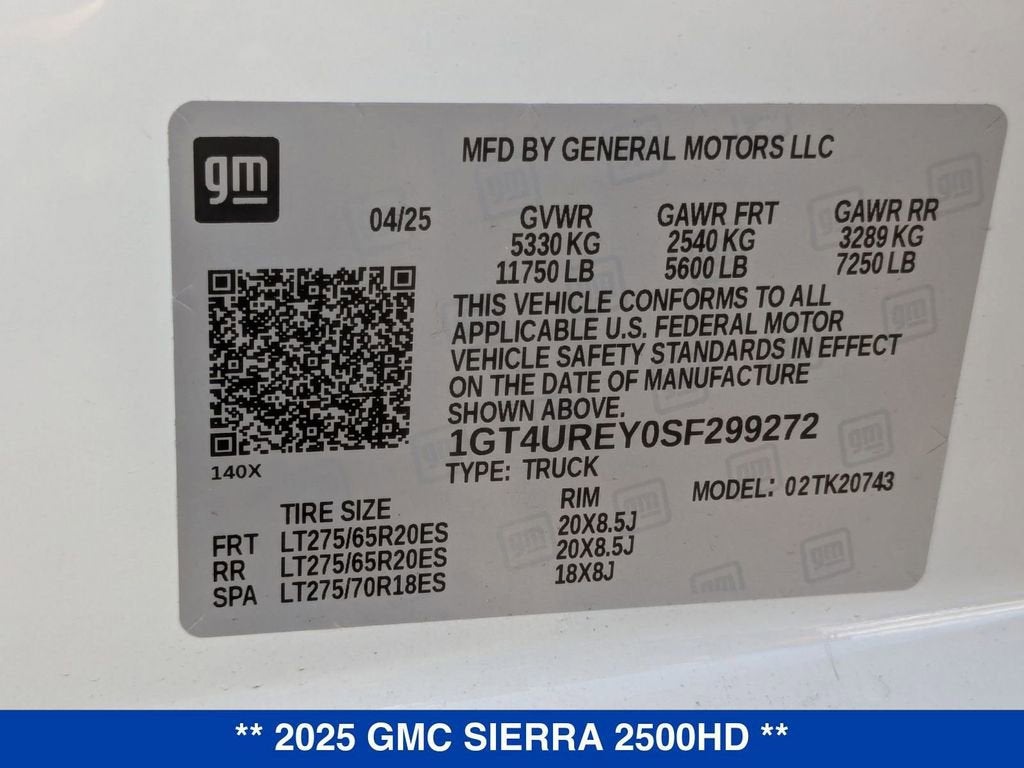 gm
MFD BY GENERAL MOTORS LLC
04/25 GVWR GAWR FRT GAWR RR
5330 KG 2540 KG 3289 KG
11750 LB 5600 LB 7250 LB
THIS VEHICLE CONFORMS TO ALL
APPLICABLE U.S. FEDERAL MOTOR
VEHICLE SAFETY STANDARDS IN EFFECT
ON THE DATE OF MANUFACTURE
SHOWN ABOVE.
1GT4UREY0SF299272
140X
TYPE: TRUCK
MODEL: 02TK20743
TIRE SIZE RIM
FRT LT275/65R20ES 20X8.5J
RR LT275/65R20ES 20X8.5J
SPA LT275/70R18ES 18X8J
** 2025 GMC SIERRA 2500HD **